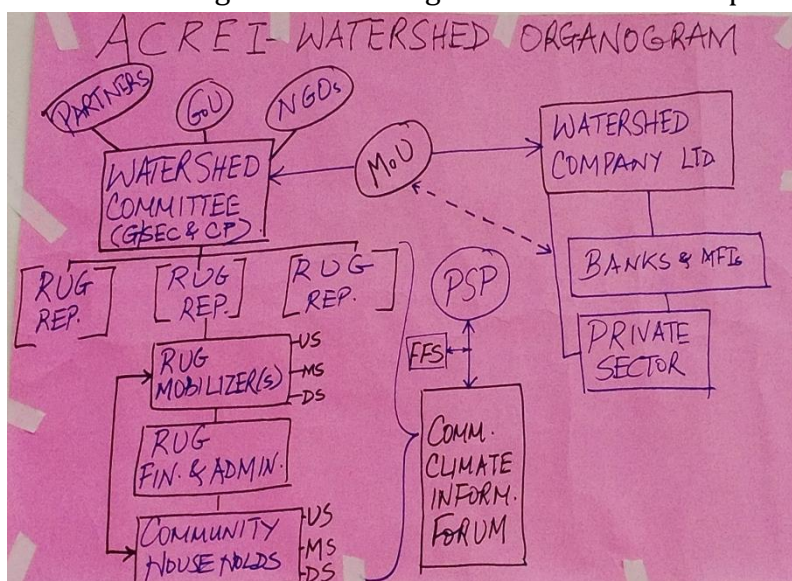 ACREI-WATERSHED ORGANOGRAM
PARTNERS
GoU
NGOs
WATERSHED
COMMITTEE
(G/SEC & CP)
MoU
WATERSHED
COMPANY LTD
BANKS & MFIs
PRIVATE
SECTOR
RUG
REP.
RUG
REP.
RUG
REP.
PSP
FFS
RUG
MOBILIZER(S)
US
MS
DS
RUG
FIN. & ADMIN.
COMMUNITY
HOUSEHOLDS
US
MS
DS
COMM.
CLIMATE
INFORM.
FORUM